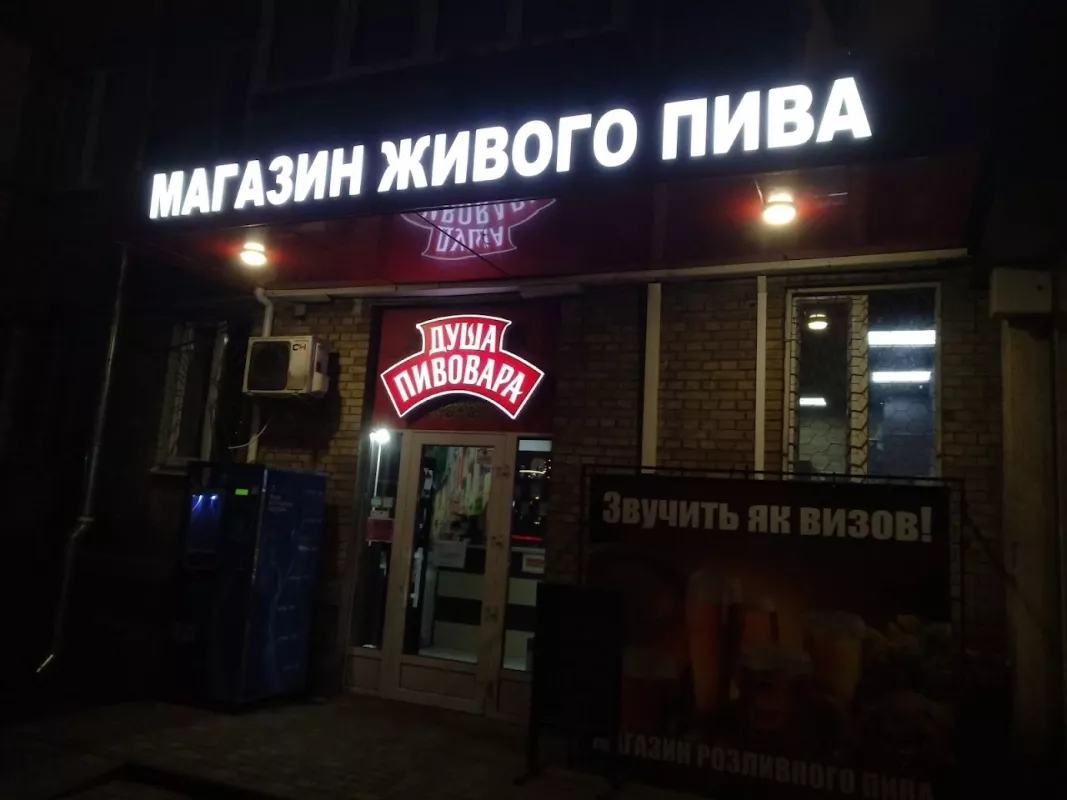 МАГАЗИН ЖИВОГО ПИВА
ДУША
ПИВОВАРА
Звучить як визов!
МАГАЗИН РОЗЛИВНОГО ПИВА